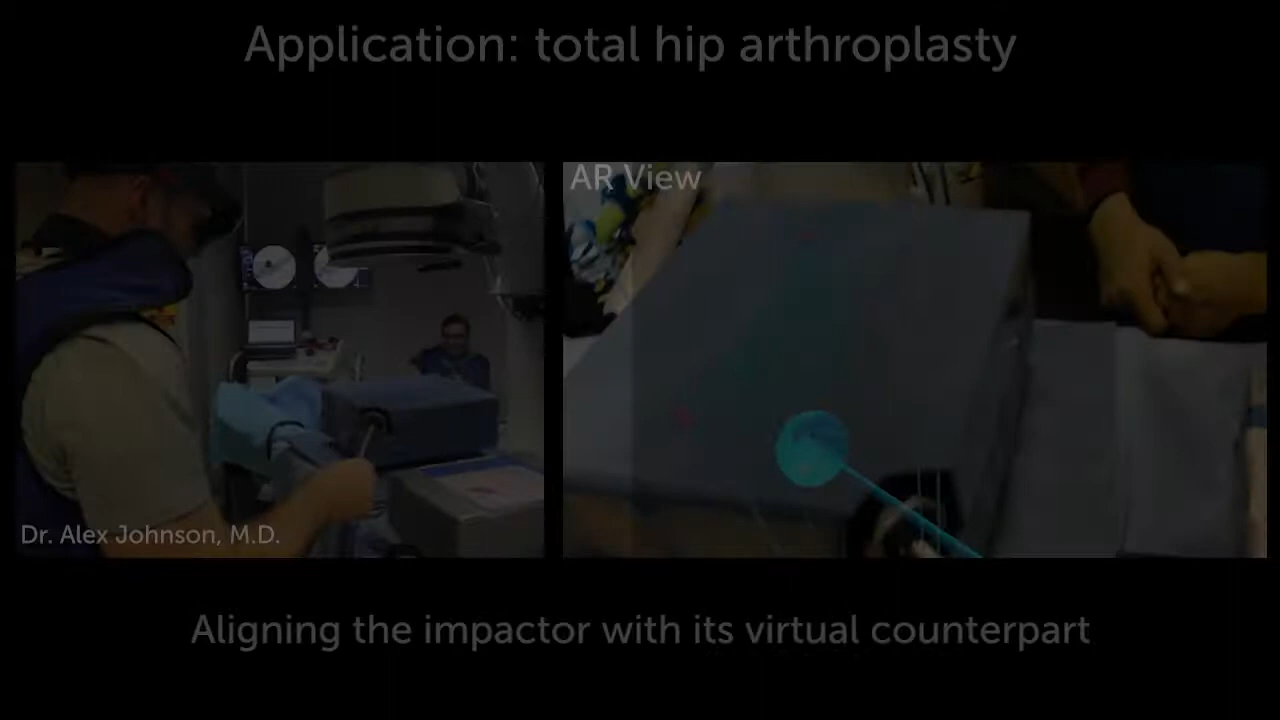 Application: total hip arthroplasty
AR View
Dr. Alex Johnson, M.D.
Aligning the impactor with its virtual counterpart